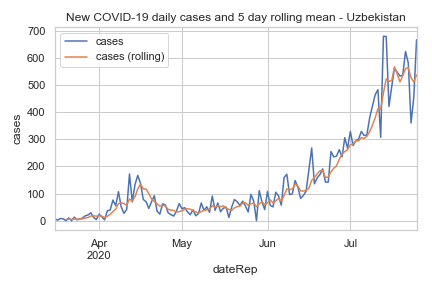 New COVID-19 daily cases and 5 day rolling mean - Uzbekistan
cases
cases (rolling)
700
600
500
400
300
200
100
0
cases
Apr
2020
May
Jun
Jul
dateRep